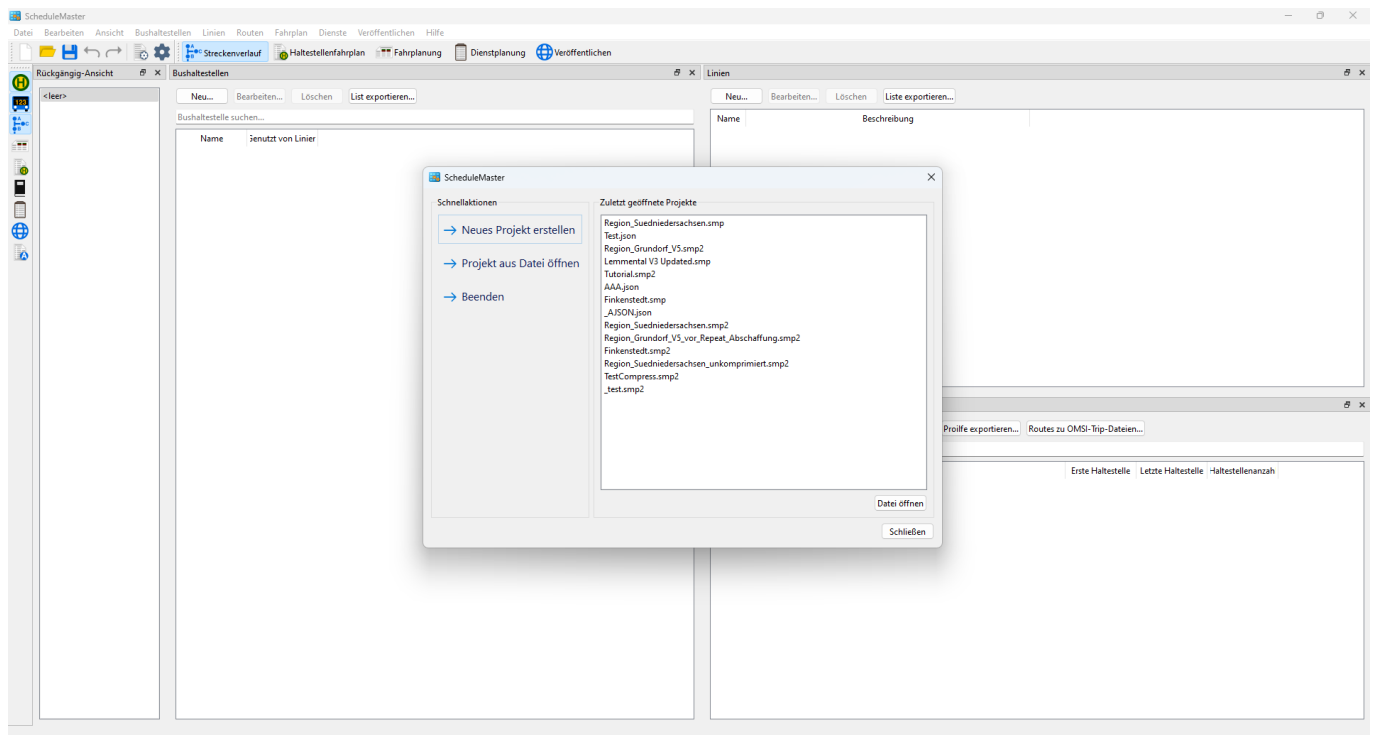 ScheduleMaster
Datei Bearbeiten Ansicht Bushaltestellen Linien Routen Fahrplan Dienste Veröffentlichen Hilfe
Streckenverlauf Haltestellenfahrplan Fahrplanung Dienstplanung Veröffentlichen
Rückgängig-Ansicht
<leer>
Bushaltestellen
Neu... Bearbeiten... Löschen List exportieren...
Bushaltestelle suchen...
Name Genutzt von Linier
Linien
Neu... Bearbeiten... Löschen Liste exportieren...
Name Beschreibung
ScheduleMaster
Schnellaktionen
Neues Projekt erstellen
Projekt aus Datei öffnen
Beenden
Zuletzt geöffnete Projekte
Region_Suedniedersachsen.smp
Test.json
Region_Grundorf_V5.smp2
Lemmental V3 Updated.smp
Tutorial.smp2
AAA.json
Finkenstedt.smp
_AJSON.json
Region_Suedniedersachsen.smp2
Region_Grundorf_V5_vor_Repeat_Abschaffung.smp2
Finkenstedt.smp2
Region_Suedniedersachsen_unkomprimiert.smp2
TestCompress.smp2
_test.smp2
Datei öffnen
Schließen
Proilfe exportieren... Routes zu OMSI-Trip-Dateien...
Erste Haltestelle Letzte Haltestelle Haltestellenanzah
123